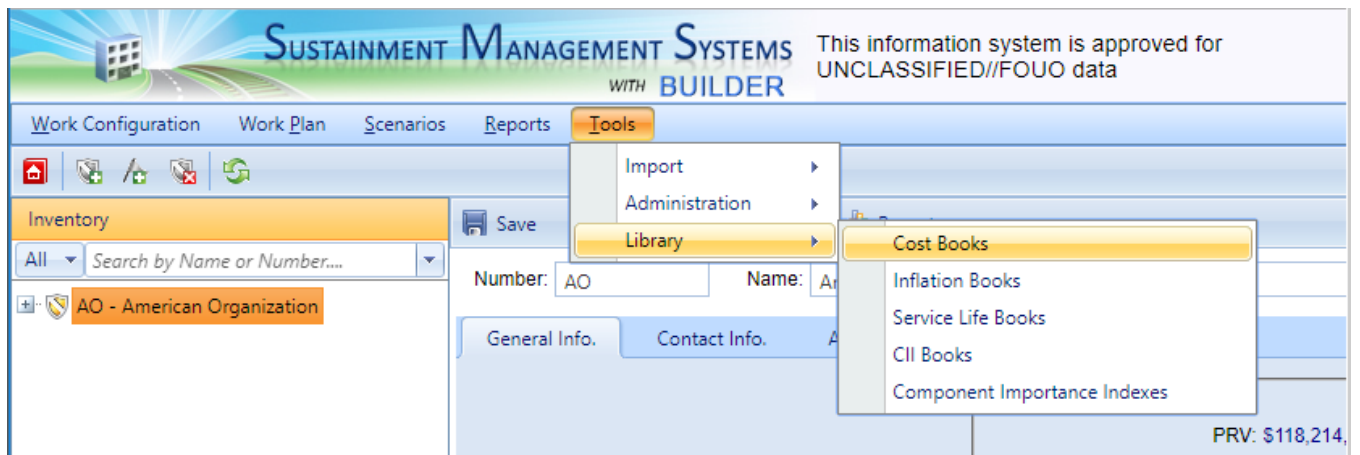 SUSTAINMENT MANAGEMENT SYSTEMS
WITH BUILDER
This information system is approved for
UNCLASSIFIED//FOUO data
Work Configuration Work Plan Scenarios Reports Tools
Import
Administration
Library
Inventory
Save
Cost Books
All Search by Name or Number....
Number: AO Name:
Inflation Books
AO - American Organization
Service Life Books
General Info. Contact Info.
CII Books
Component Importance Indexes
PRV: $118,214,